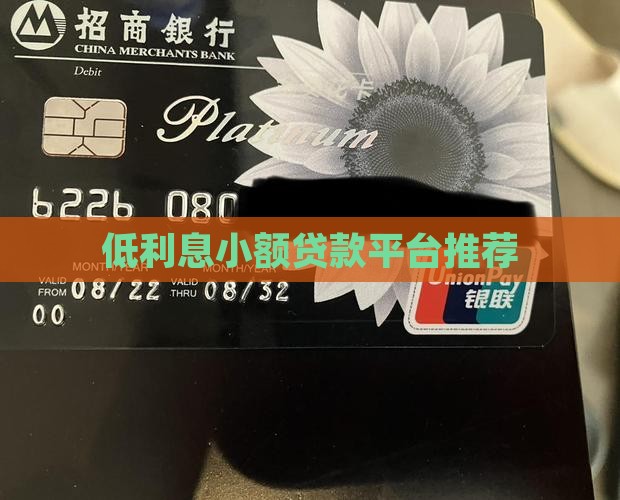 招商銀行
CHINA MERCHANTS BANK
Debit
Platinum
6226 080
低利息小额贷款平台推荐
MONTH/YEAR MONTH/YEAR
VALID FROM 08/22 VALID THRU 08/32
UnionPay
银联
00